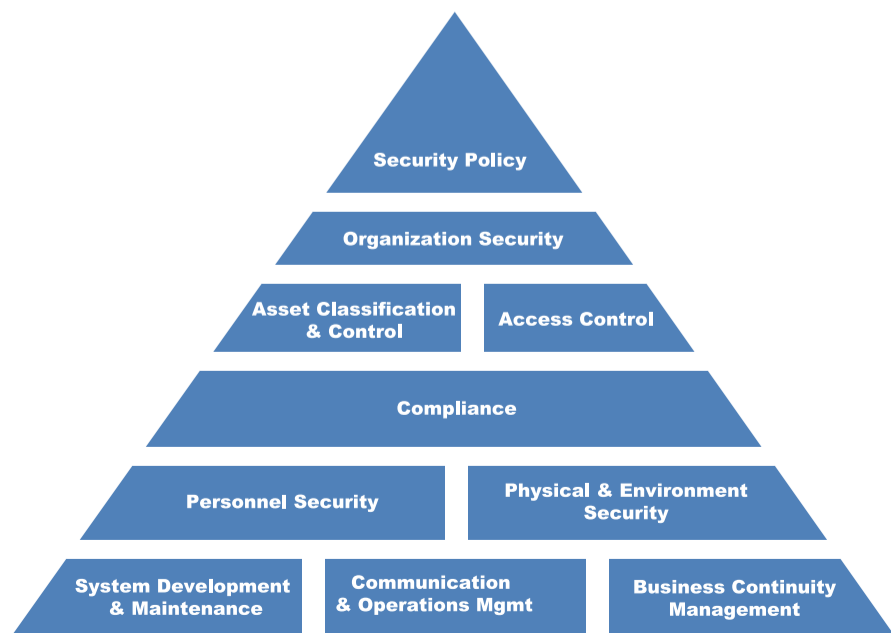 Security Policy
Organization Security
Asset Classification
& Control
Access Control
Compliance
Personnel Security
Physical & Environment
Security
System Development
& Maintenance
Communication
& Operations Mgmt
Business Continuity
Management